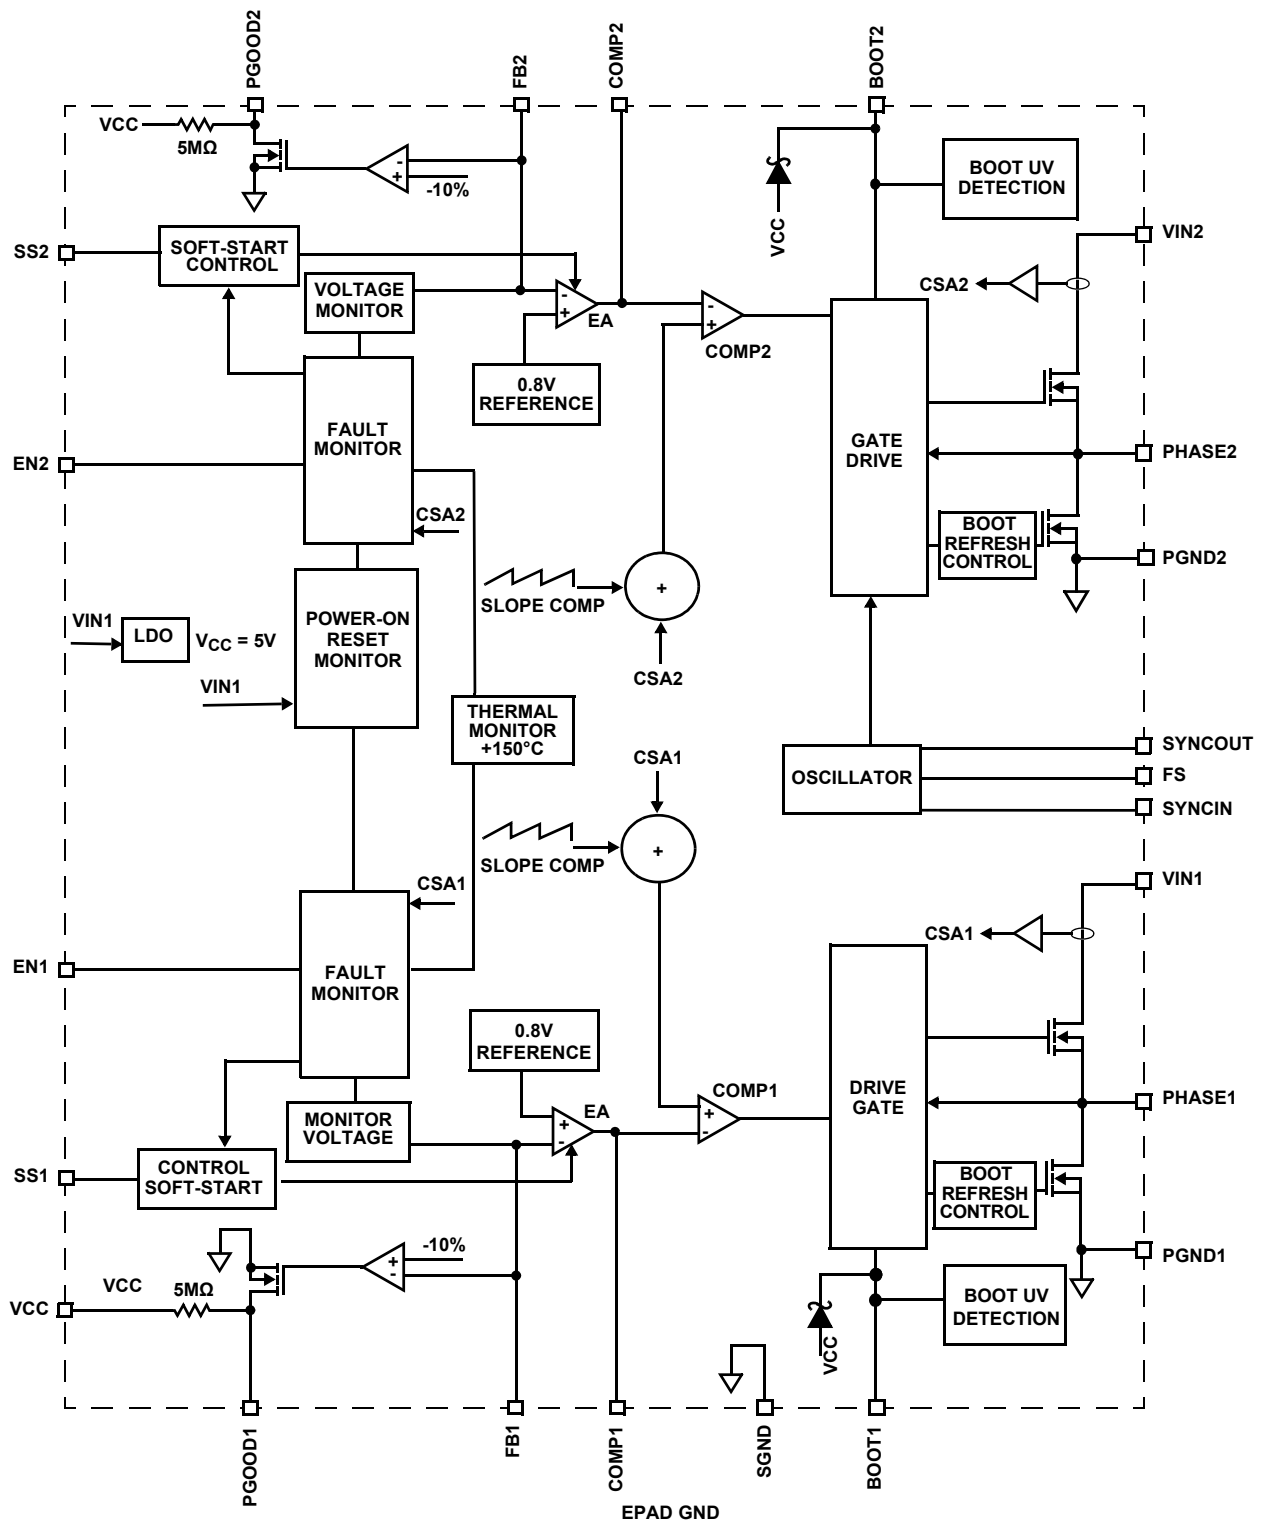 PGOOD2
FB2
COMP2
BOOT2
VCC
5MΩ
-
+
-10%
VCC
BOOT UV
DETECTION
SS2
SOFT-START
CONTROL
VIN2
VOLTAGE
MONITOR
CSA2
-
+
EA
-
+
COMP2
0.8V
REFERENCE
FAULT
MONITOR
GATE
DRIVE
EN2
PHASE2
CSA2
BOOT
REFRESH
CONTROL
PGND2
SLOPE COMP
+
CSA2
POWER-ON
RESET
MONITOR
VIN1
LDO
VCC = 5V
VIN1
THERMAL
MONITOR
+150°C
SYNCOUT
FS
SYNCIN
OSCILLATOR
CSA1
SLOPE COMP
+
VIN1
CSA1
CSA1
EN1
FAULT
MONITOR
0.8V
REFERENCE
DRIVE
GATE
PHASE1
COMP1
EA
+
-
+
-
MONITOR
VOLTAGE
SS1
CONTROL
SOFT-START
BOOT
REFRESH
CONTROL
PGND1
-10%
+
-
VCC
VCC
5MΩ
BOOT UV
DETECTION
VCC
PGOOD1
FB1
COMP1
SGND
BOOT1
EPAD GND